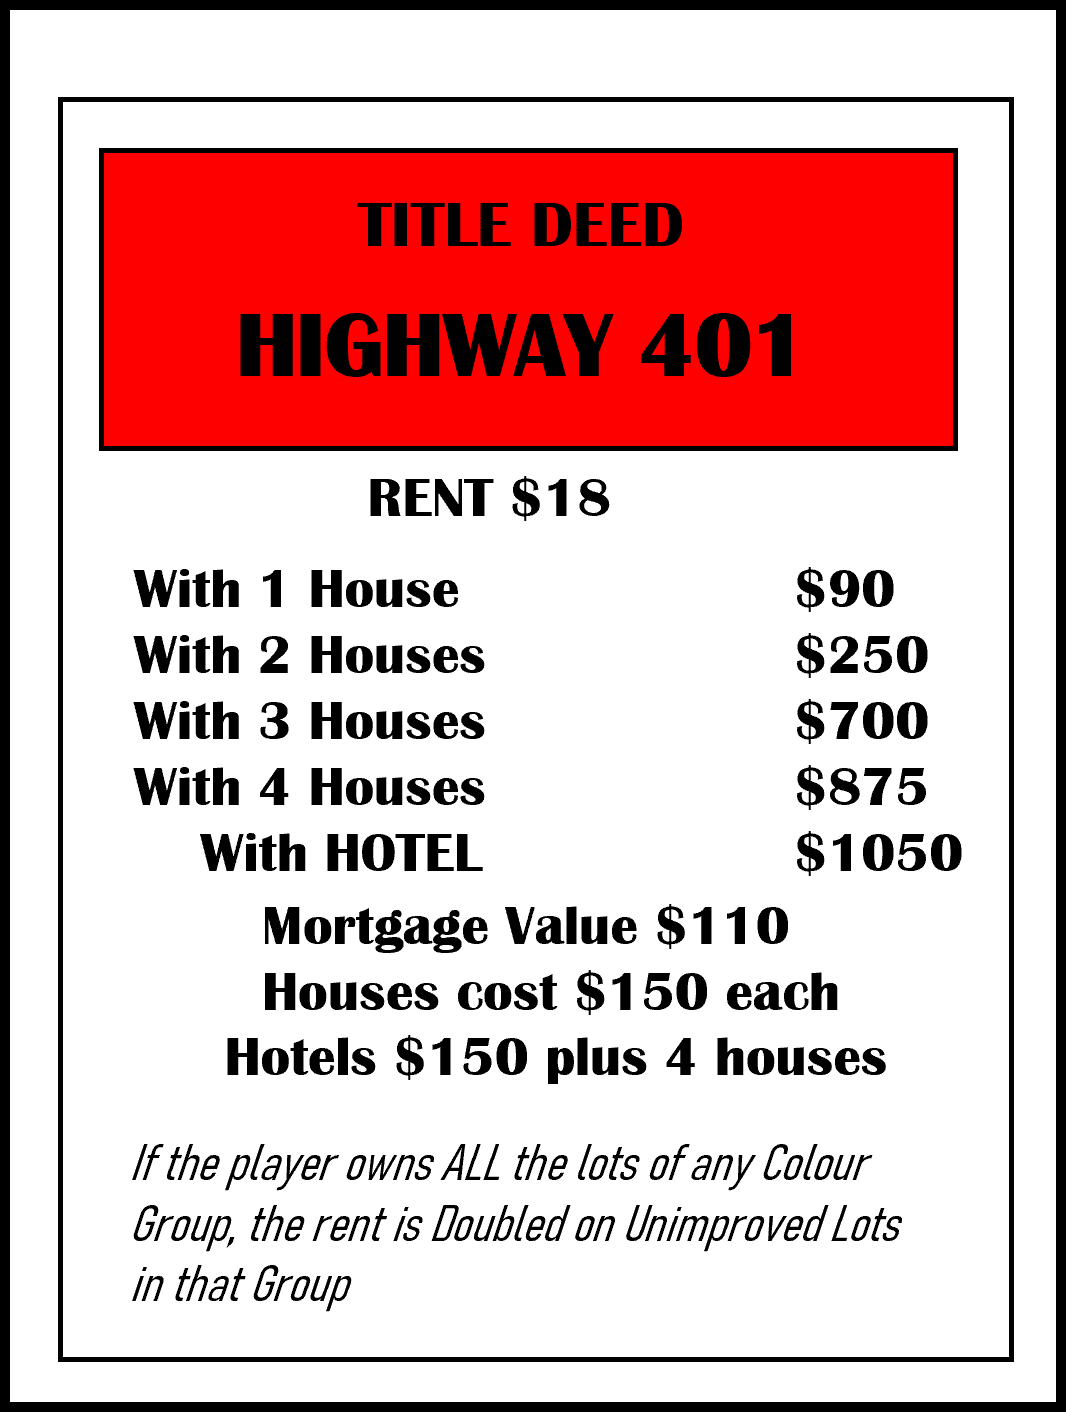 TITLE DEED
HIGHWAY 401
RENT $18
With 1 House $90
With 2 Houses $250
With 3 Houses $700
With 4 Houses $875
With HOTEL $1050
Mortgage Value $110
Houses cost $150 each
Hotels $150 plus 4 houses
If the player owns ALL the lots of any Colour
Group, the rent is Doubled on Unimproved Lots
in that Group